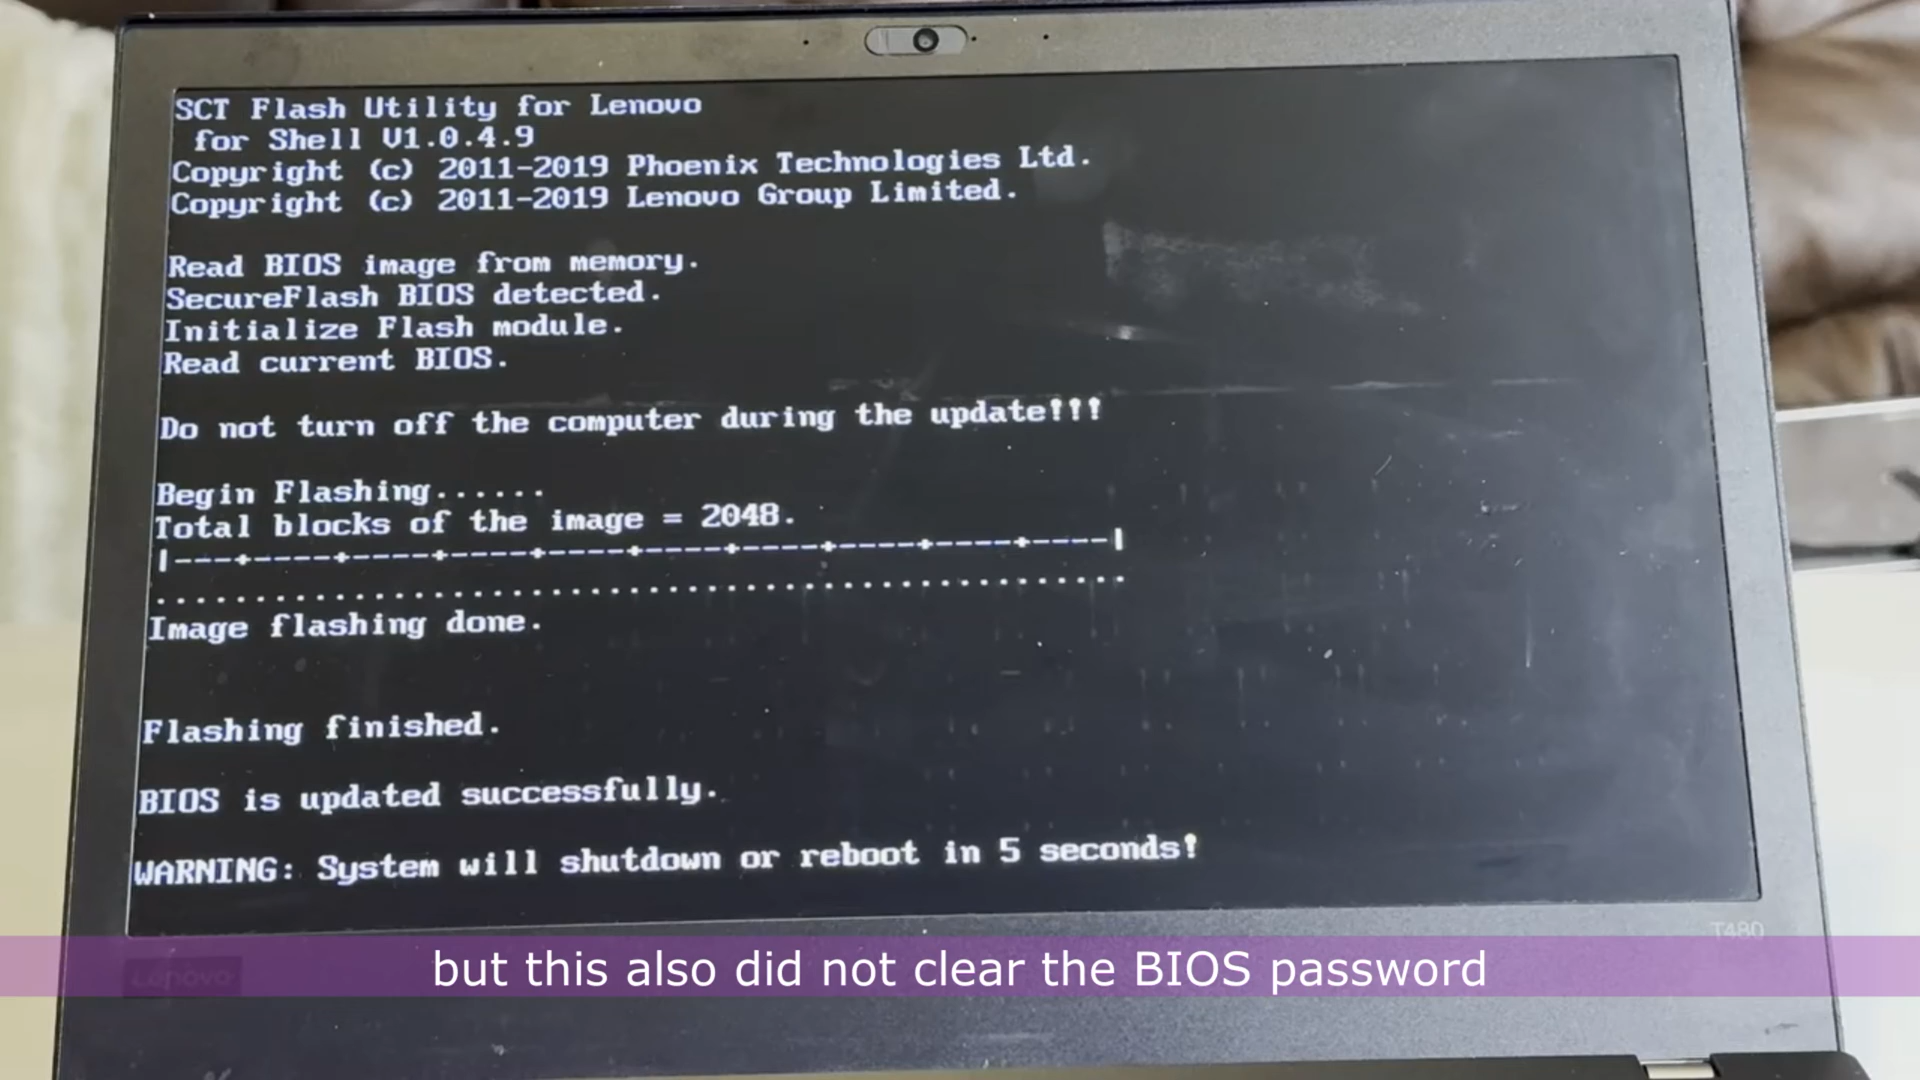 SCT Flash Utility for Lenovo
for Shell V1.0.4.9
Copyright (c) 2011-2019 Phoenix Technologies Ltd.
Copyright (c) 2011-2019 Lenovo Group Limited.
Read BIOS image from memory.
SecureFlash BIOS detected.
Initialize Flash module.
Read current BIOS.
Do not turn off the computer during the update!!!
Begin Flashing......
Total blocks of the image = 2048.
|---+----+----+----+----+----+----+----+----+----|
..................................................
Image flashing done.
Flashing finished.
BIOS is updated successfully.
WARNING: System will shutdown or reboot in 5 seconds!
T480
Lenovo
but this also did not clear the BIOS password